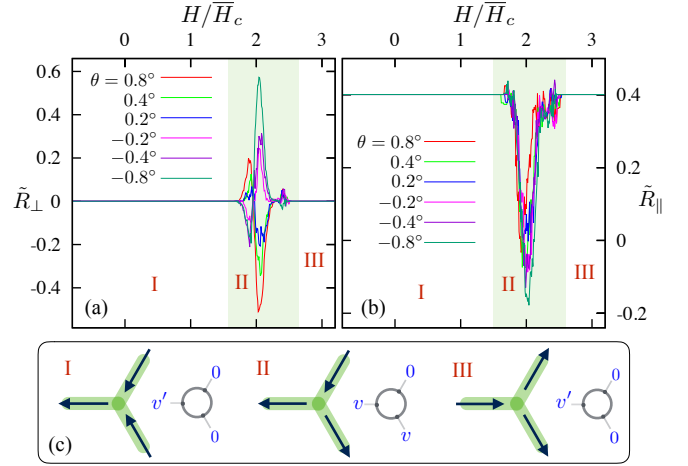 H/H̅_c
H/H̅_c
0 1 2 3
0 1 2 3
0.6
0.4
0.2
0
-0.2
-0.4
R̃⊥
θ = 0.8°
0.4°
0.2°
−0.2°
−0.4°
−0.8°
I
II
III
(a)
θ = 0.8°
0.4°
0.2°
−0.2°
−0.4°
−0.8°
I
II
III
(b)
0.4
0.2
0
-0.2
R̃∥
I
v′
0
0
II
v
0
v
III
v′
0
0
(c)